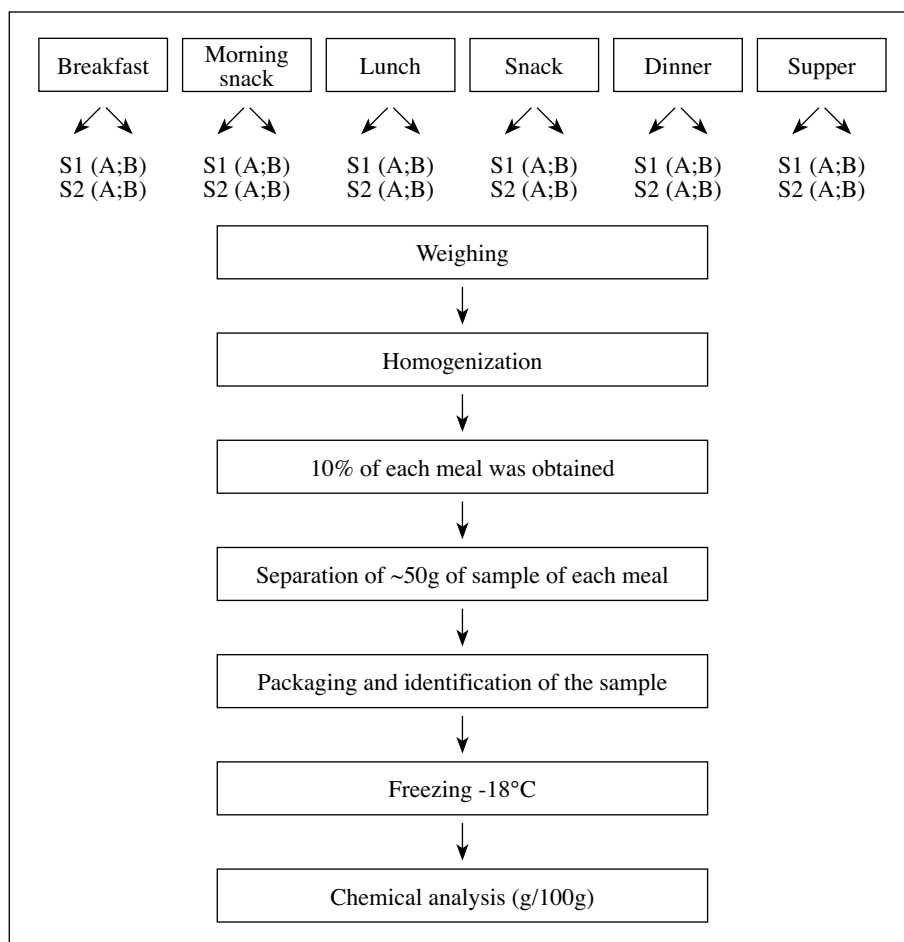 Breakfast
Morning
snack
Lunch
Snack
Dinner
Supper
S1 (A;B)
S2 (A;B)
S1 (A;B)
S2 (A;B)
S1 (A;B)
S2 (A;B)
S1 (A;B)
S2 (A;B)
S1 (A;B)
S2 (A;B)
S1 (A;B)
S2 (A;B)
Weighing
Homogenization
10% of each meal was obtained
Separation of ~50g of sample of each meal
Packaging and identification of the sample
Freezing -18°C
Chemical analysis (g/100g)